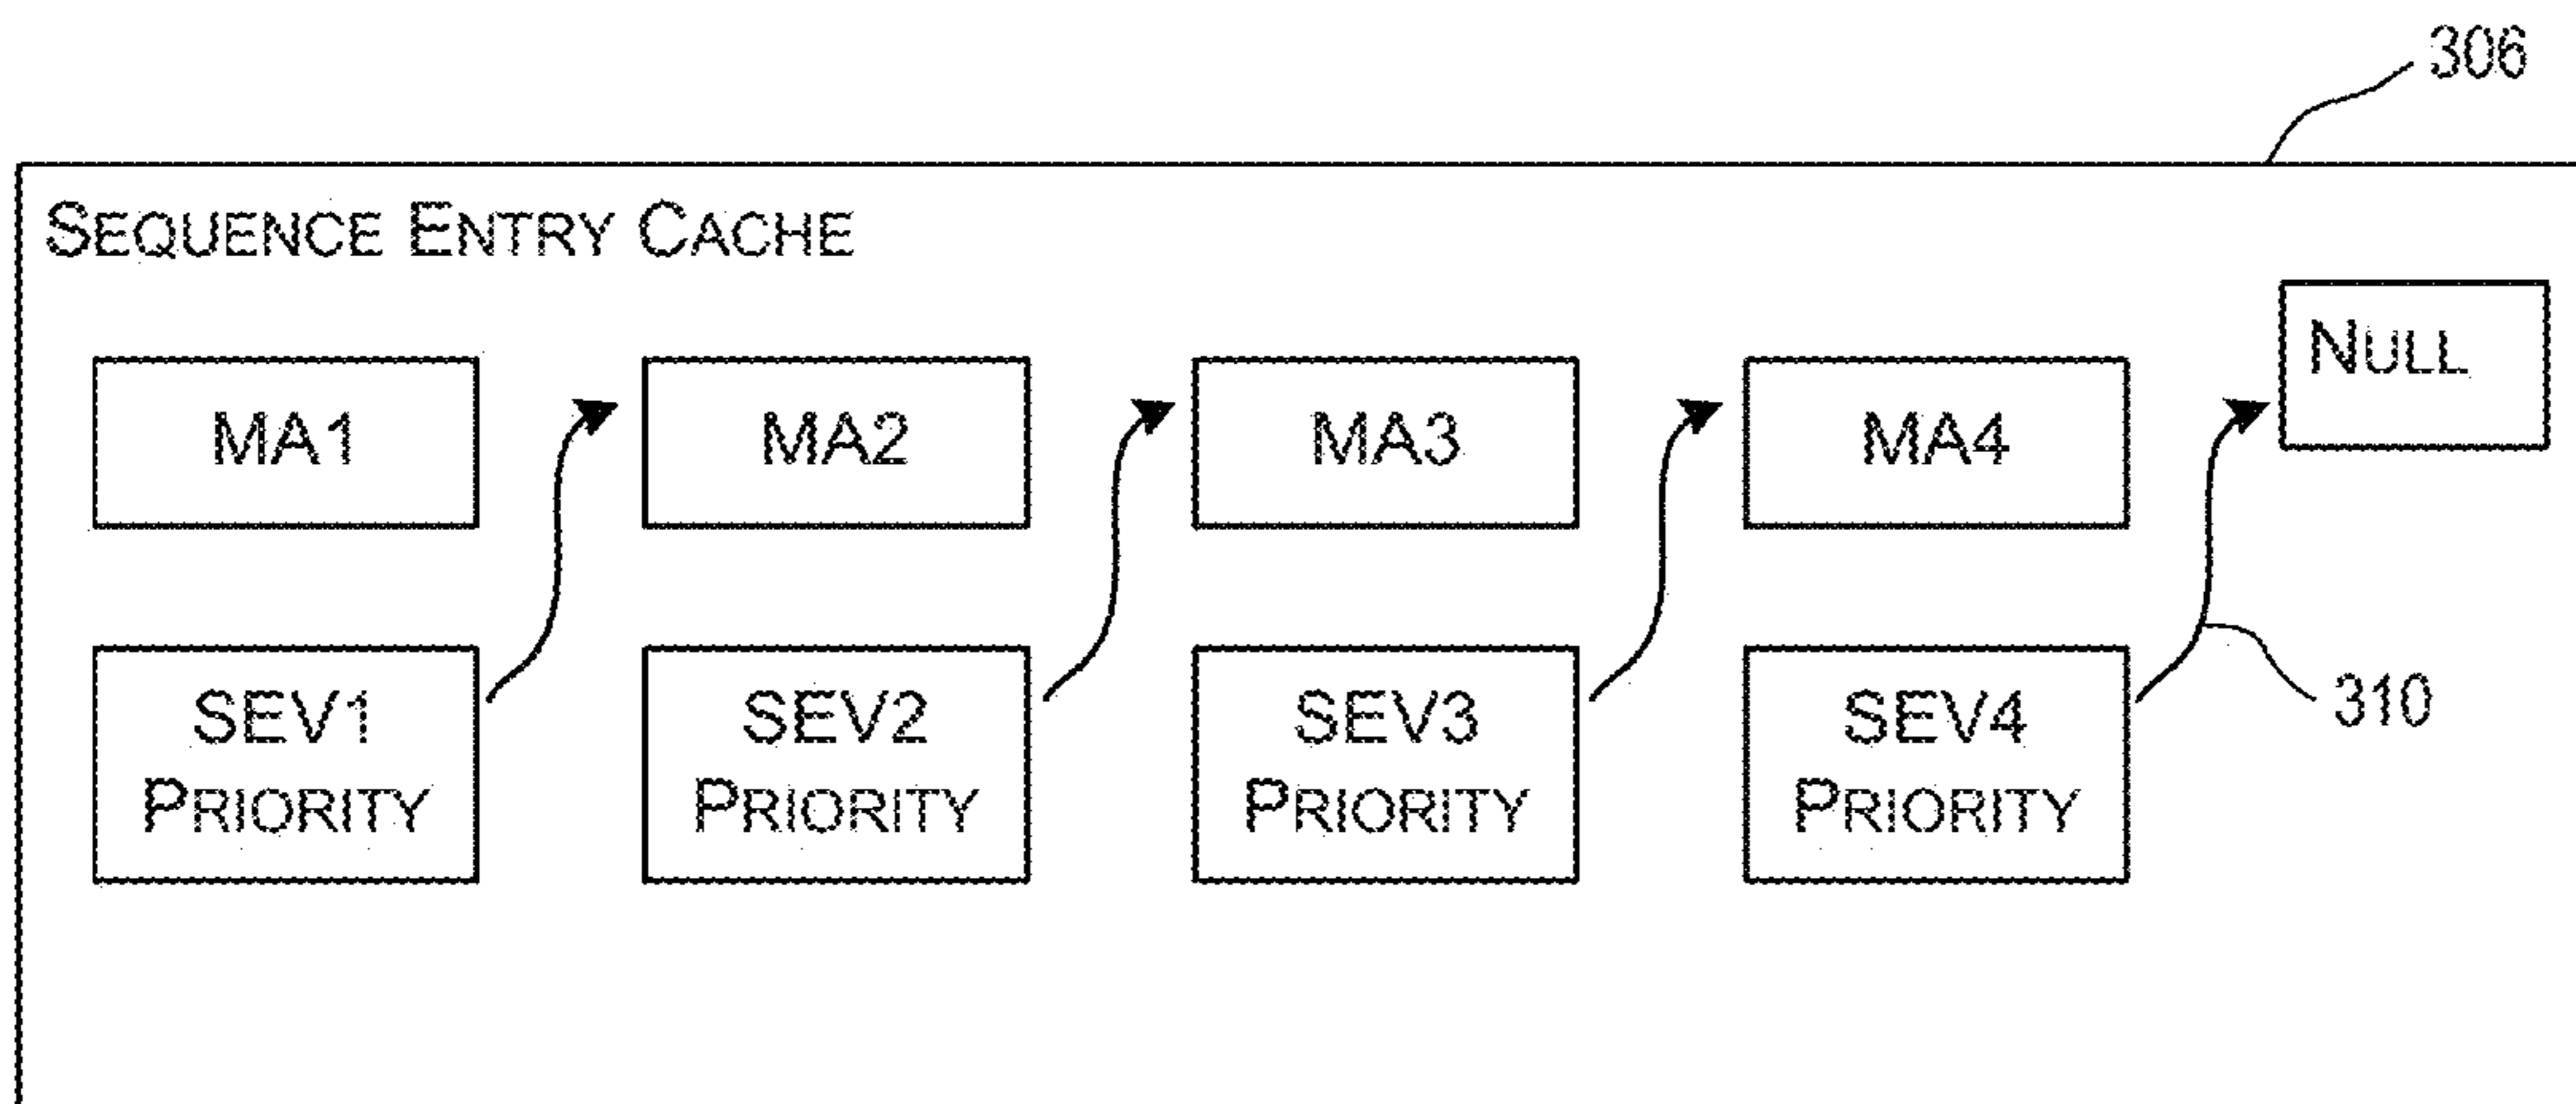 306
SEQUENCE ENTRY CACHE
NULL
MA1
MA2
MA3
MA4
SEV1
PRIORITY
SEV2
PRIORITY
SEV3
PRIORITY
SEV4
PRIORITY
310